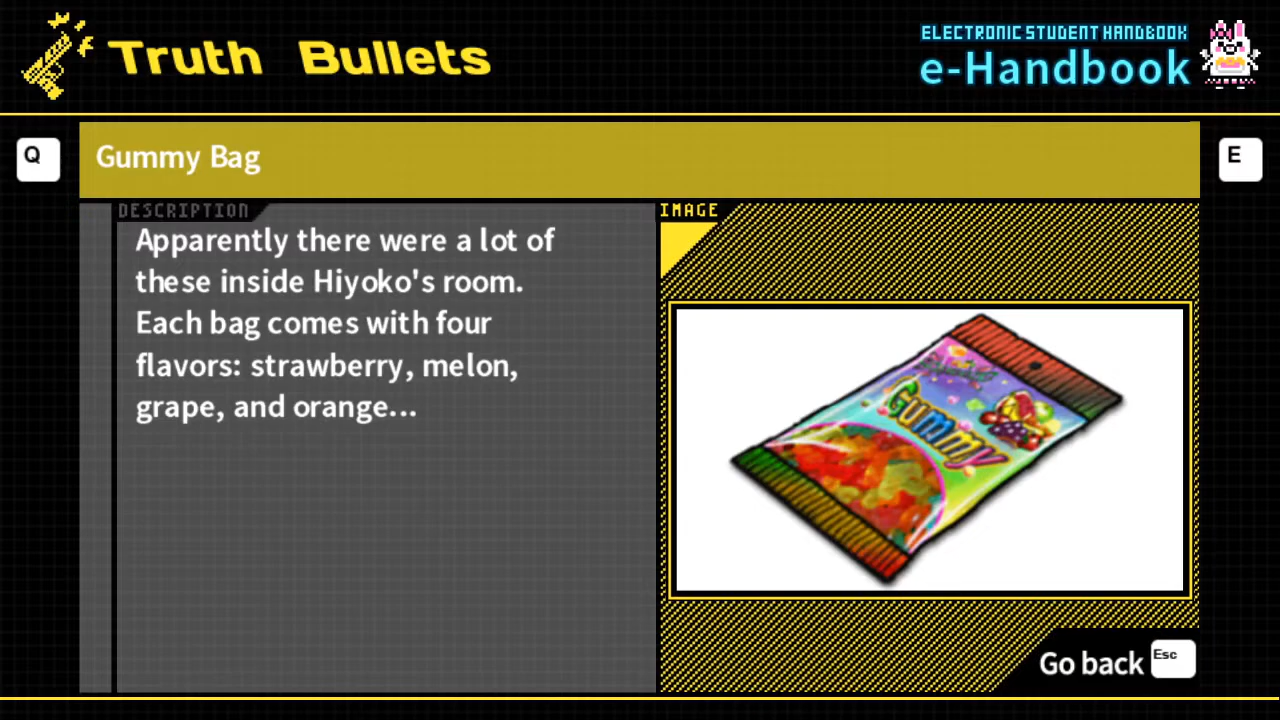 Truth Bullets
ELECTRONIC STUDENT HANDBOOK
e-Handbook
Q
E
Gummy Bag
DESCRIPTION
Apparently there were a lot of
these inside Hiyoko's room.
Each bag comes with four
flavors: strawberry, melon,
grape, and orange...
IMAGE
Gummy
Go back
Esc